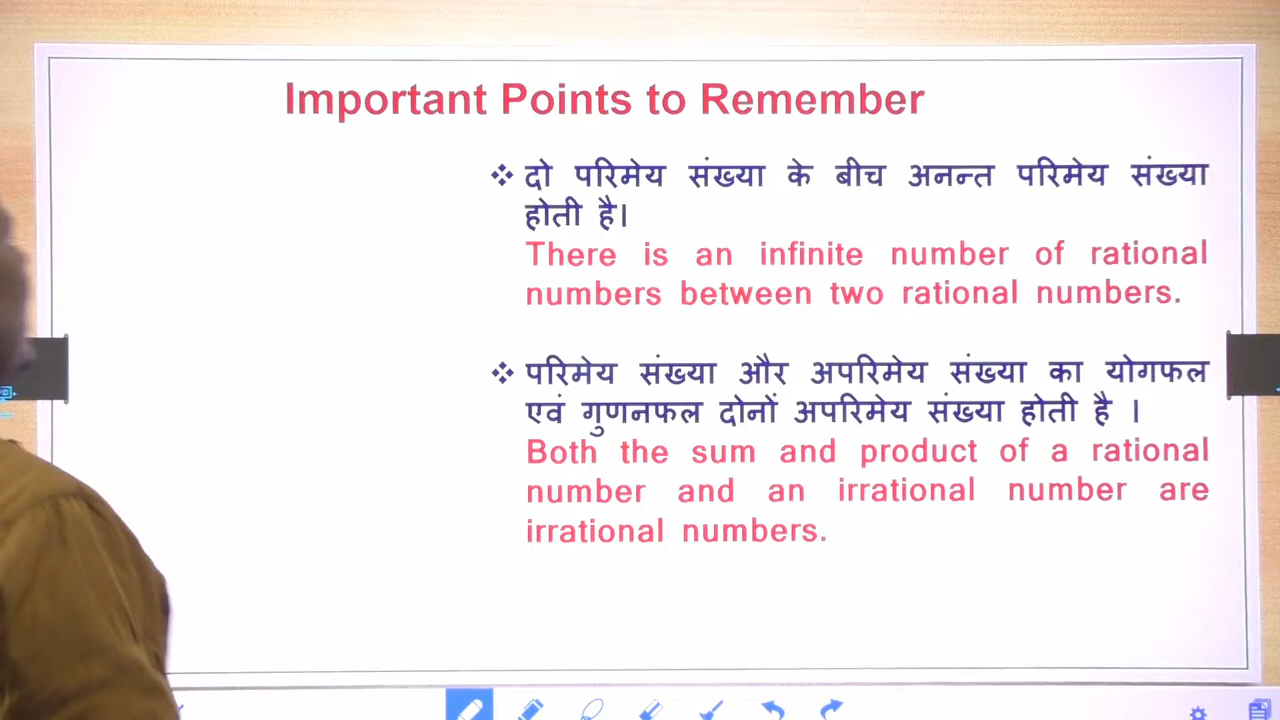 Important Points to Remember
❖ दो परिमेय संख्या के बीच अनन्त परिमेय संख्या
होती है।
There is an infinite number of rational
numbers between two rational numbers.
❖ परिमेय संख्या और अपरिमेय संख्या का योगफल
एवं गुणनफल दोनों अपरिमेय संख्या होती है ।
Both the sum and product of a rational
number and an irrational number are
irrational numbers.